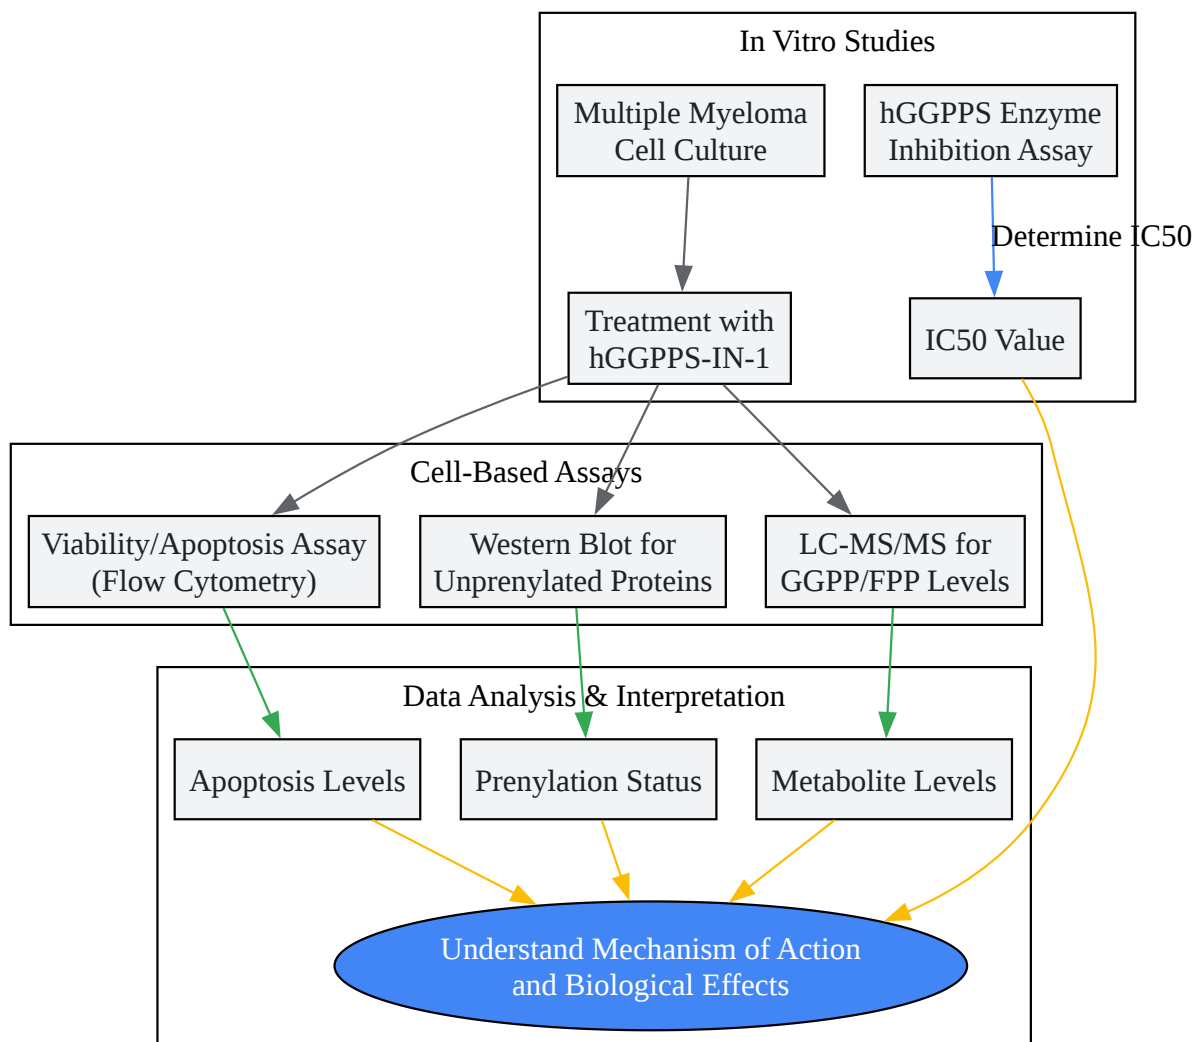 In Vitro Studies
Multiple Myeloma
Cell Culture
hGGPPS Enzyme
Inhibition Assay
Determine IC50
Treatment with
hGGPPS-IN-1
IC50 Value
Cell-Based Assays
Viability/Apoptosis Assay
(Flow Cytometry)
Western Blot for
Unprenylated Proteins
LC-MS/MS for
GGPP/FPP Levels
Data Analysis & Interpretation
Apoptosis Levels
Prenylation Status
Metabolite Levels
Understand Mechanism of Action
and Biological Effects